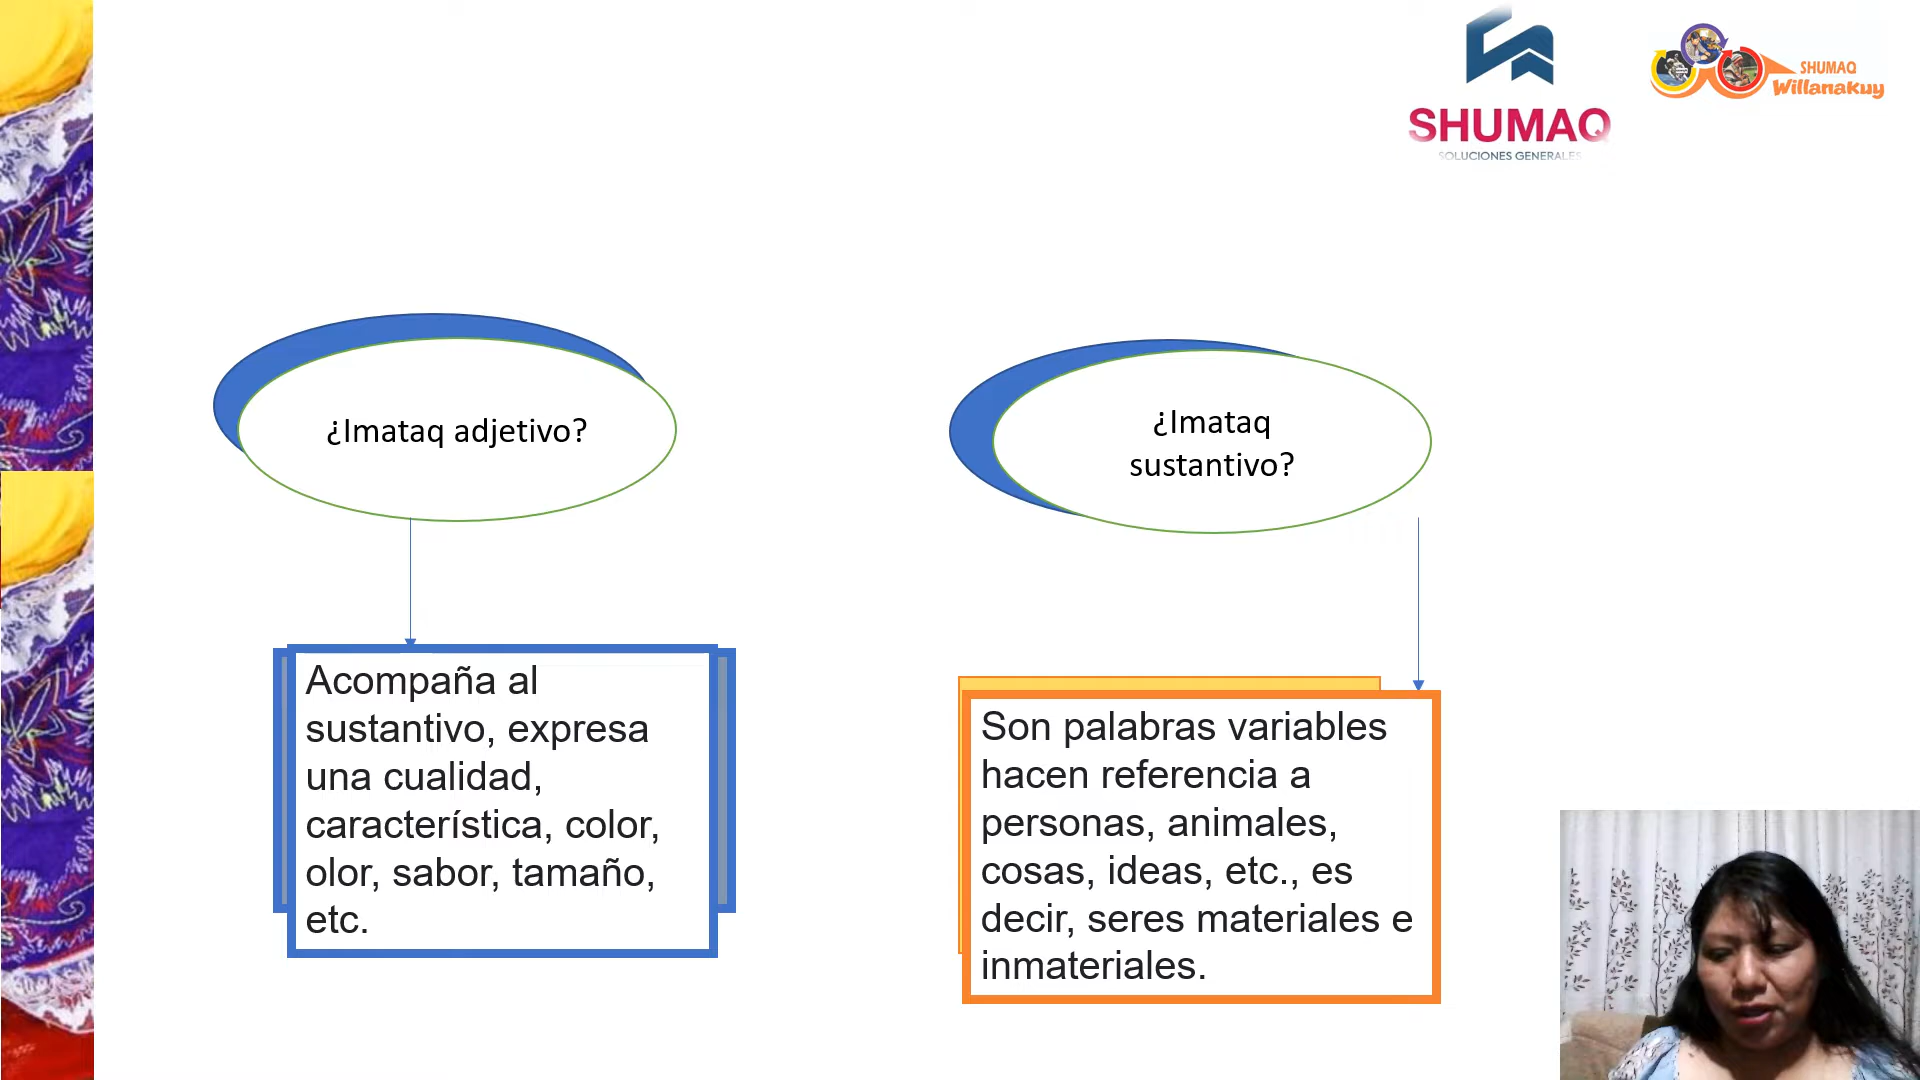 SHUMAQ
SOLUCIONES GENERALES
SHUMAQ
Willanakuy
¿Imataq adjetivo?
¿Imataq
sustantivo?
Acompaña al
sustantivo, expresa
una cualidad,
característica, color,
olor, sabor, tamaño,
etc.
Son palabras variables
hacen referencia a
personas, animales,
cosas, ideas, etc., es
decir, seres materiales e
inmateriales.